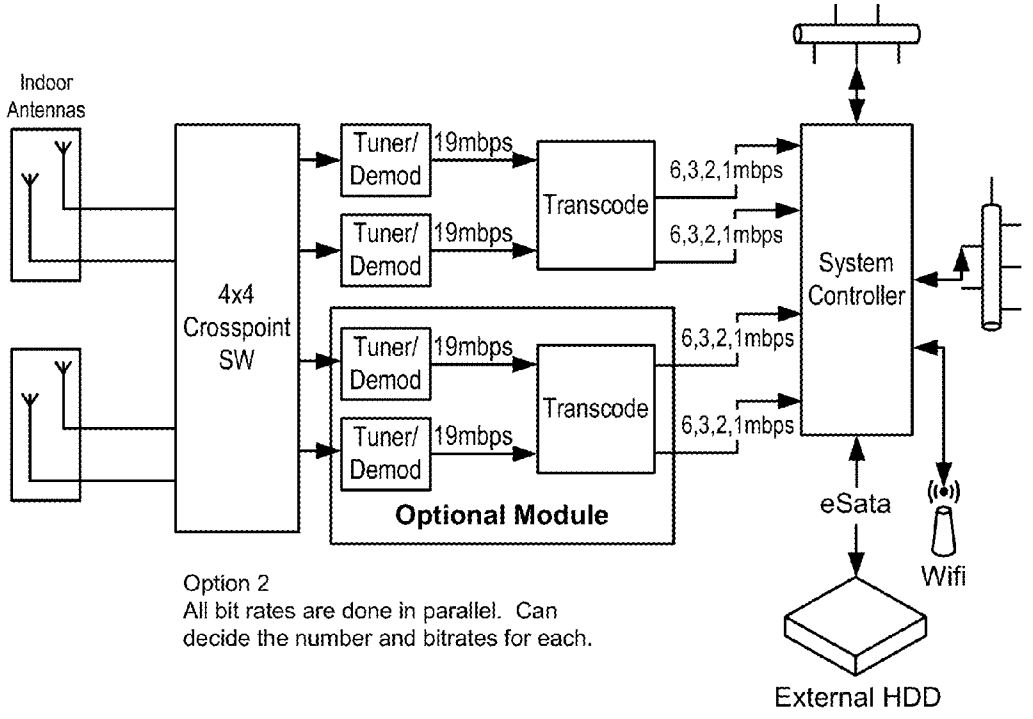 Indoor
Antennas
4x4
Crosspoint
SW
Tuner/
Demod
19mbps
Tuner/
Demod
19mbps
Transcode
6,3,2,1mbps
6,3,2,1mbps
Tuner/
Demod
19mbps
Tuner/
Demod
19mbps
Transcode
6,3,2,1mbps
6,3,2,1mbps
Optional Module
System
Controller
eSata
Wifi
External HDD
Option 2
All bit rates are done in parallel. Can
decide the number and bitrates for each.